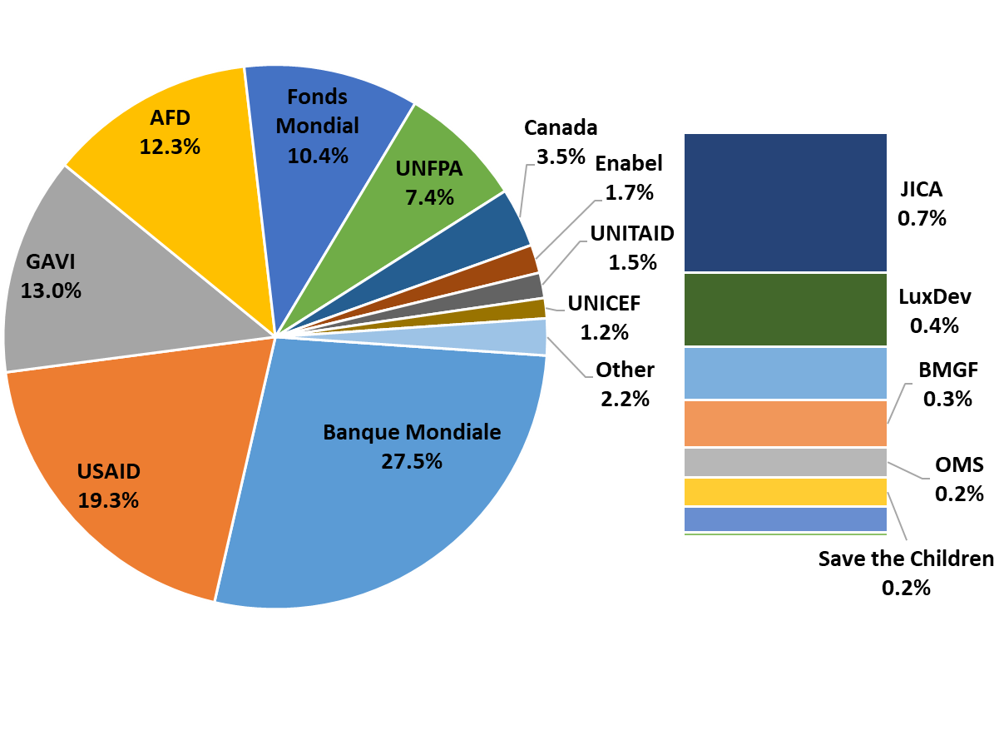 AFD
12.3%
Fonds
Mondial
10.4%
UNFPA
7.4%
Canada
3.5%
Enabel
1.7%
UNITAID
1.5%
UNICEF
1.2%
Other
2.2%
Banque Mondiale
27.5%
USAID
19.3%
GAVI
13.0%
JICA
0.7%
LuxDev
0.4%
BMGF
0.3%
OMS
0.2%
Save the Children
0.2%